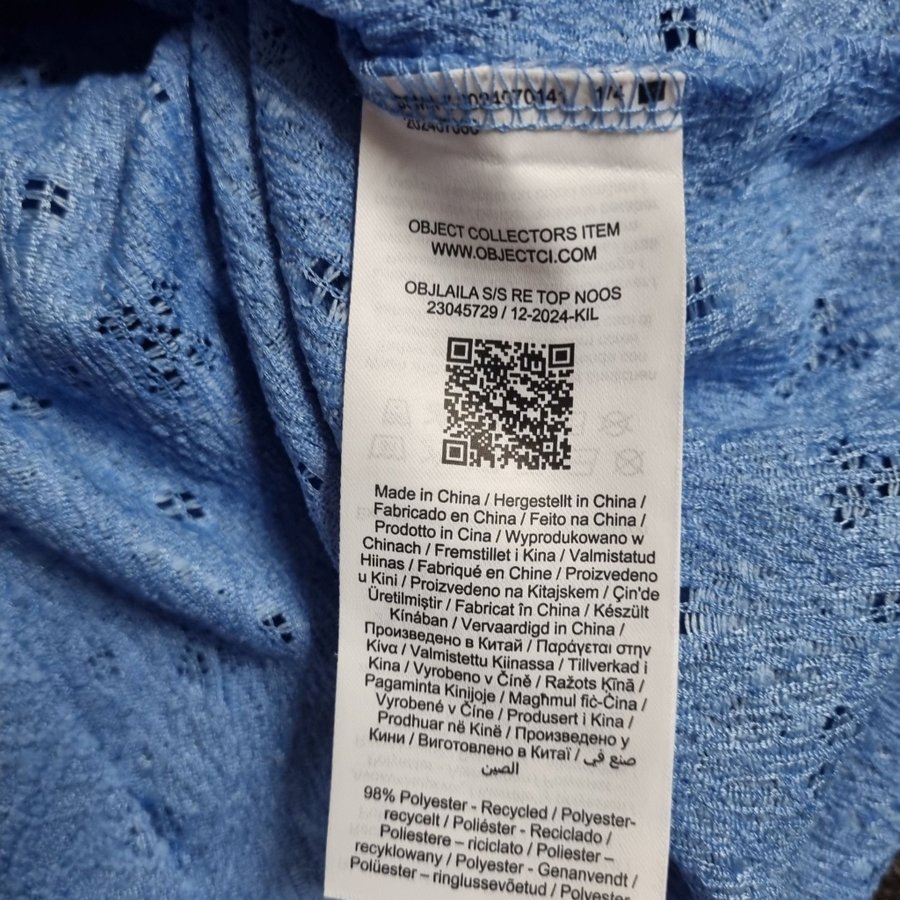 1/4
OBJECT COLLECTORS ITEM
WWW.OBJECTCI.COM
OBJLAILA S/S RE TOP NOOS
23045729 / 12-2024-KIL
Made in China / Hergestellt in China /
Fabricado en China / Feito na China /
Prodotto in Cina / Wyprodukowano w
Chinach / Fremstillet i Kina / Valmistatud
Hiinas / Fabriqué en Chine / Proizvedeno
u Kini / Proizvedeno na Kitajskem / Çin'de
Üretilmiştir / Fabricat în China / Készült
Kínában / Vervaardigd in China /
Произведено в Китай / Παράγεται στην
Κίνα / Valmistettu Kiinassa / Tillverkad i
Kina / Vyrobeno v Číně / Ražots Ķīnā /
Pagaminta Kinijoje / Magħmul fiċ-Ċina /
Vyrobené v Číne / Produsert i Kina /
Prodhuar në Kinë / Произведено у
Кини / Виготовлено в Китаї / صنع في
الصين
98% Polyester - Recycled / Polyester-
recycelt / Poliéster - Reciclado /
Poliestere – riciclato / Poliester –
recyklowany / Polyester - Genanvendt /
Polüester – ringlussevõetud / Polyester